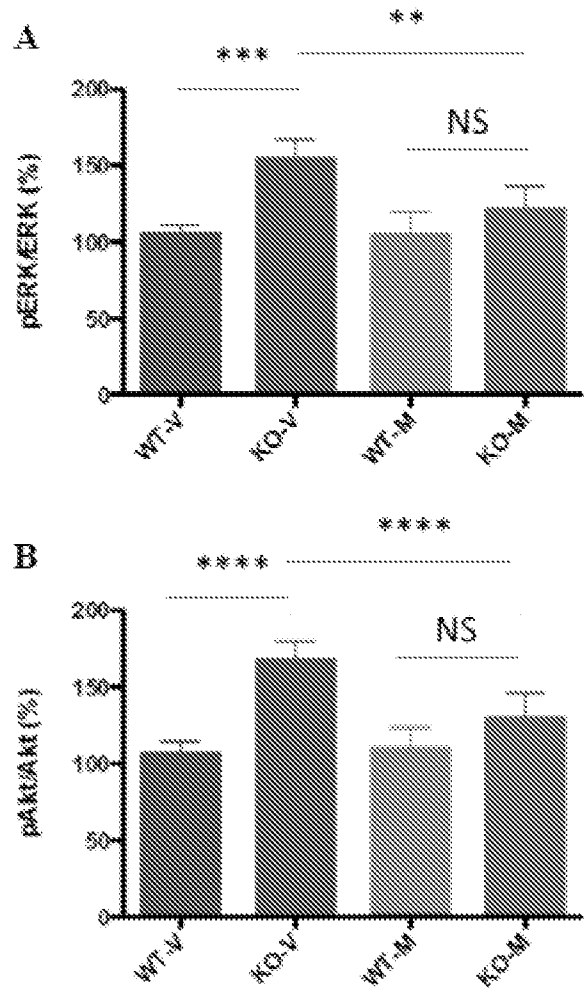 A
**
***
NS
pERK/ERK (%)
200
150
100
50
0
WT-V
KO-V
WT-M
KO-M
B
****
****
NS
pAkt/Akt (%)
200
150
100
50
0
WT-V
KO-V
WT-M
KO-M